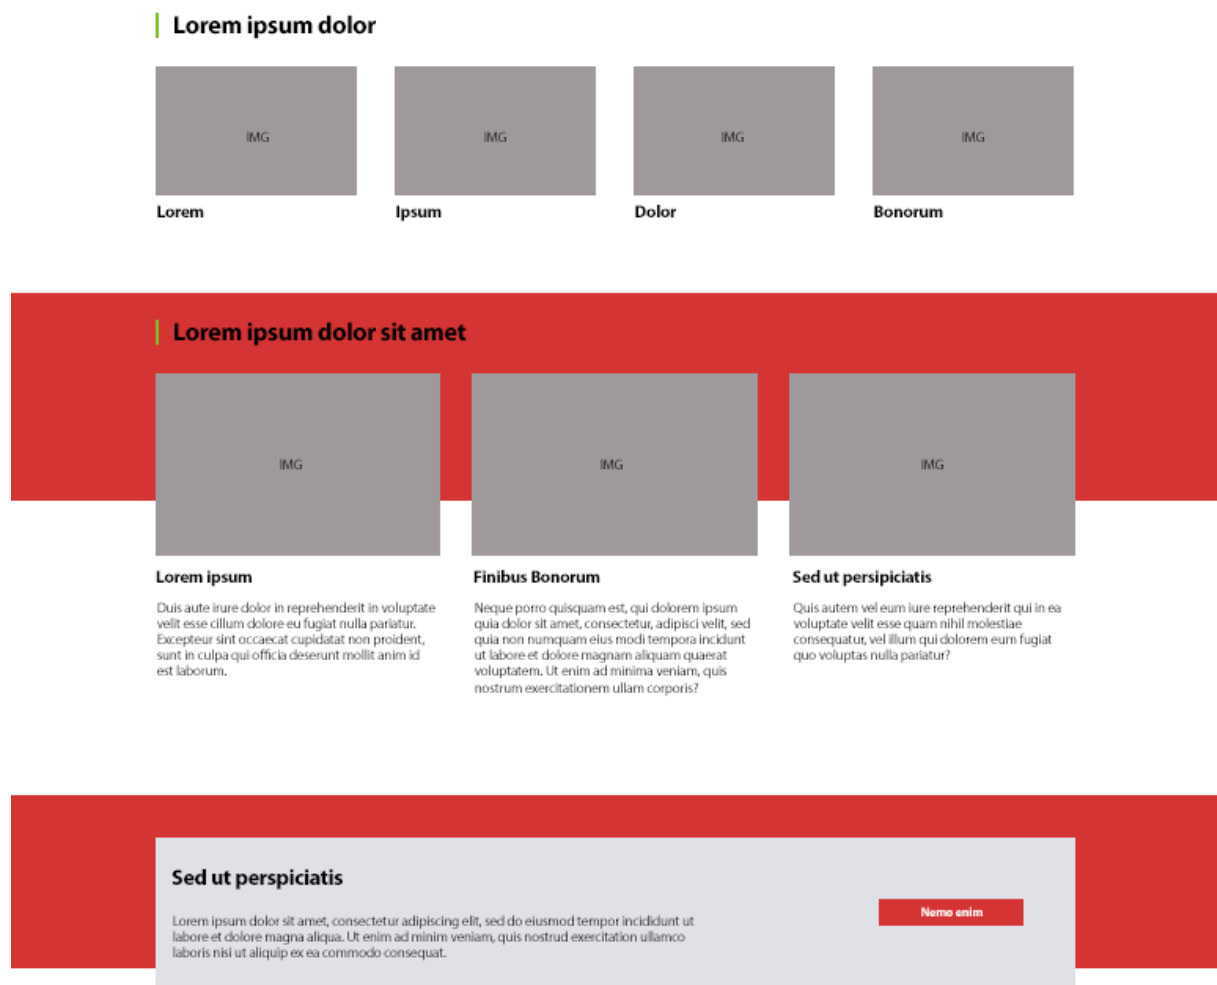 Lorem ipsum dolor
IMG
IMG
IMG
IMG
Lorem
Ipsum
Dolor
Bonorum
Lorem ipsum dolor sit amet
IMG
IMG
IMG
Lorem ipsum
Duis aute irure dolor in reprehenderit in voluptate
velit esse cillum dolore eu fugiat nulla pariatur.
Excepteur sint occaecat cupidatat non proident,
sunt in culpa qui officia deserunt mollit anim id
est laborum.
Finibus Bonorum
Neque porro quisquam est, qui dolorem ipsum
quia dolor sit amet, consectetur, adipisci velit, sed
quia non numquam eius modi tempora incidunt
ut labore et dolore magnam aliquam quaerat
voluptatem. Ut enim ad minima veniam, quis
nostrum exercitationem ullam corporis?
Sed ut persipiciatis
Quis autem vel eum iure reprehenderit qui in ea
voluptate velit esse quam nihil molestiae
consequatur, vel illum qui dolorem eum fugiat
quo voluptas nulla pariatur?
Sed ut perspiciatis
Lorem ipsum dolor sit amet, consectetur adipiscing elit, sed do eiusmod tempor incididunt ut
labore et dolore magna aliqua. Ut enim ad minim veniam, quis nostrud exercitation ullamco
laboris nisi ut aliquip ex ea commodo consequat.
Nemo enim